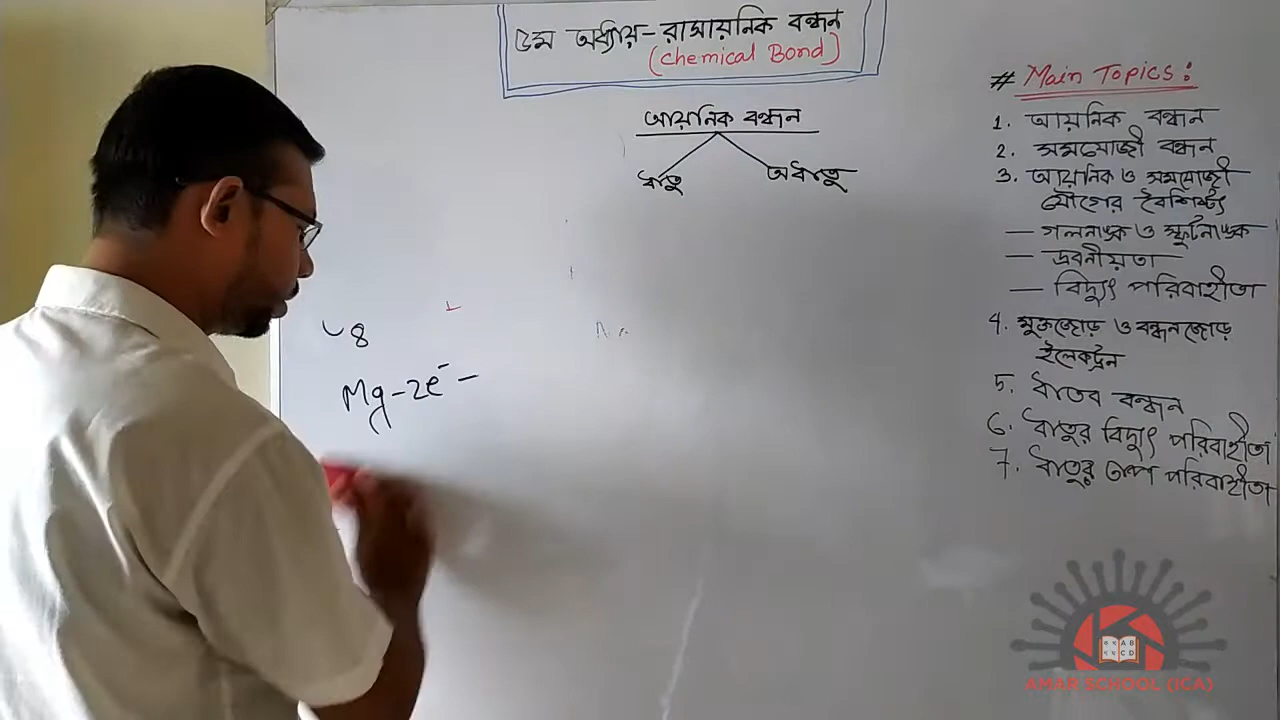 ৫ম অধ্যায়- রাসায়নিক বন্ধন
(Chemical Bond)
আয়নিক বন্ধন
ধাতু অধাতু
8
Mg-2e⁻ -
# Main Topics:
1. আয়নিক বন্ধন
2. সমযোজী বন্ধন
3. আয়নিক ও সমযোজী
যৌগের বৈশিষ্ট্য
— গলনাঙ্ক ও স্ফুটনাঙ্ক
— দ্রবনীয়তা
— বিদ্যুৎ পরিবাহীতা
4. মুক্তজোড় ও বন্ধনজোড়
ইলেকট্রন
5. ধাতব বন্ধন
6. ধাতুর বিদ্যুৎ পরিবাহীতা
7. ধাতুর তাপ পরিবাহীতা
AMAR SCHOOL (ICA)